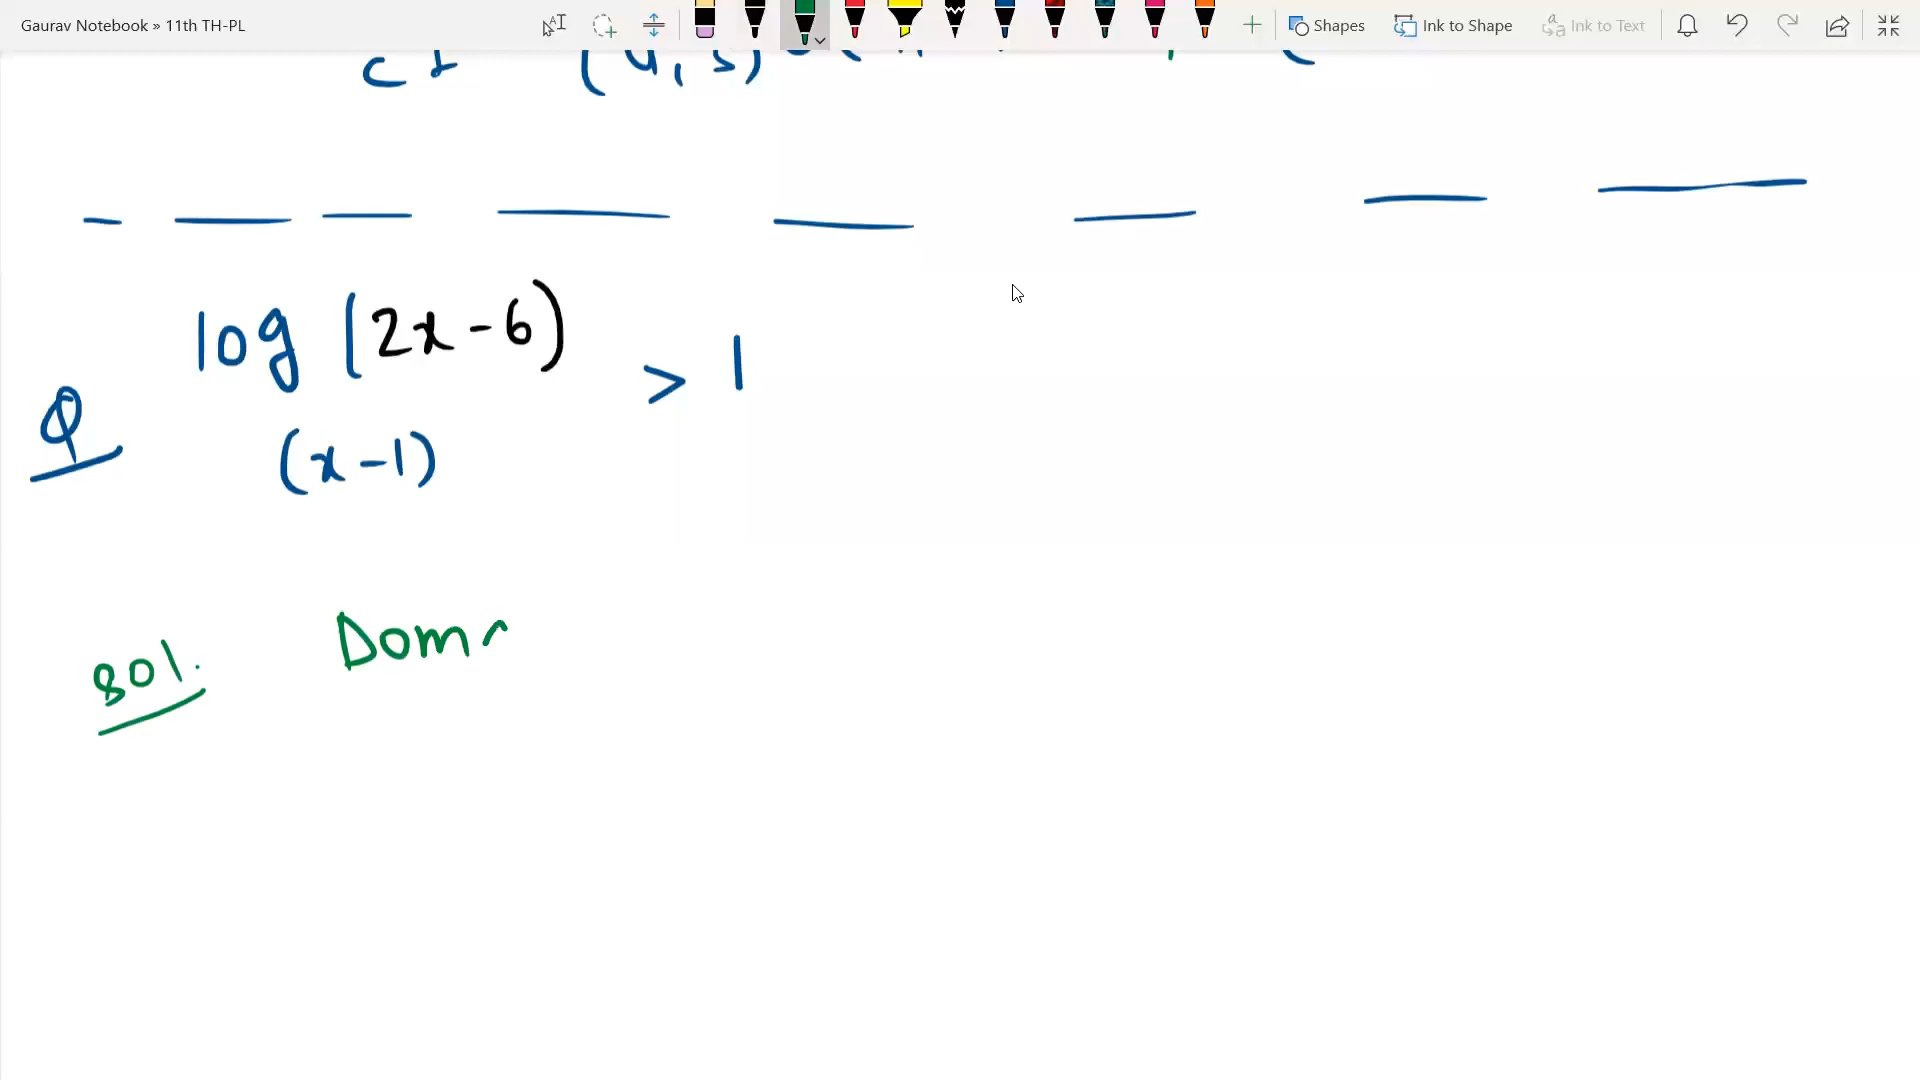 Gaurav Notebook » 11th TH-PL
Shapes
Ink to Shape
Ink to Text
log (2x-6)
(x-1)
> 1
Q
Sol.
Dom